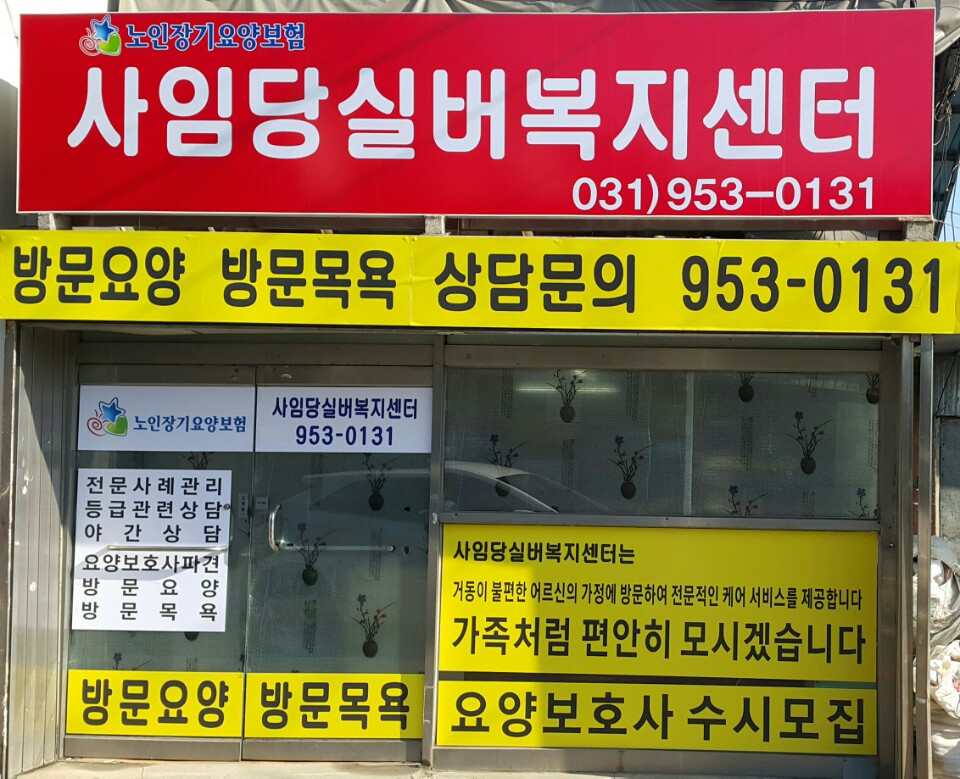 노인장기요양보험
사임당실버복지센터
031) 953-0131
방문요양 방문목욕 상담문의 953-0131
노인장기요양보험
사임당실버복지센터
953-0131
전문사례관리
등급관련상담
야간상담
요양보호사파견
방문요양
방문목욕
사임당실버복지센터는
거동이 불편한 어르신의 가정에 방문하여 전문적인 케어 서비스를 제공합니다
가족처럼 편안히 모시겠습니다
방문요양 방문목욕
요양보호사 수시모집